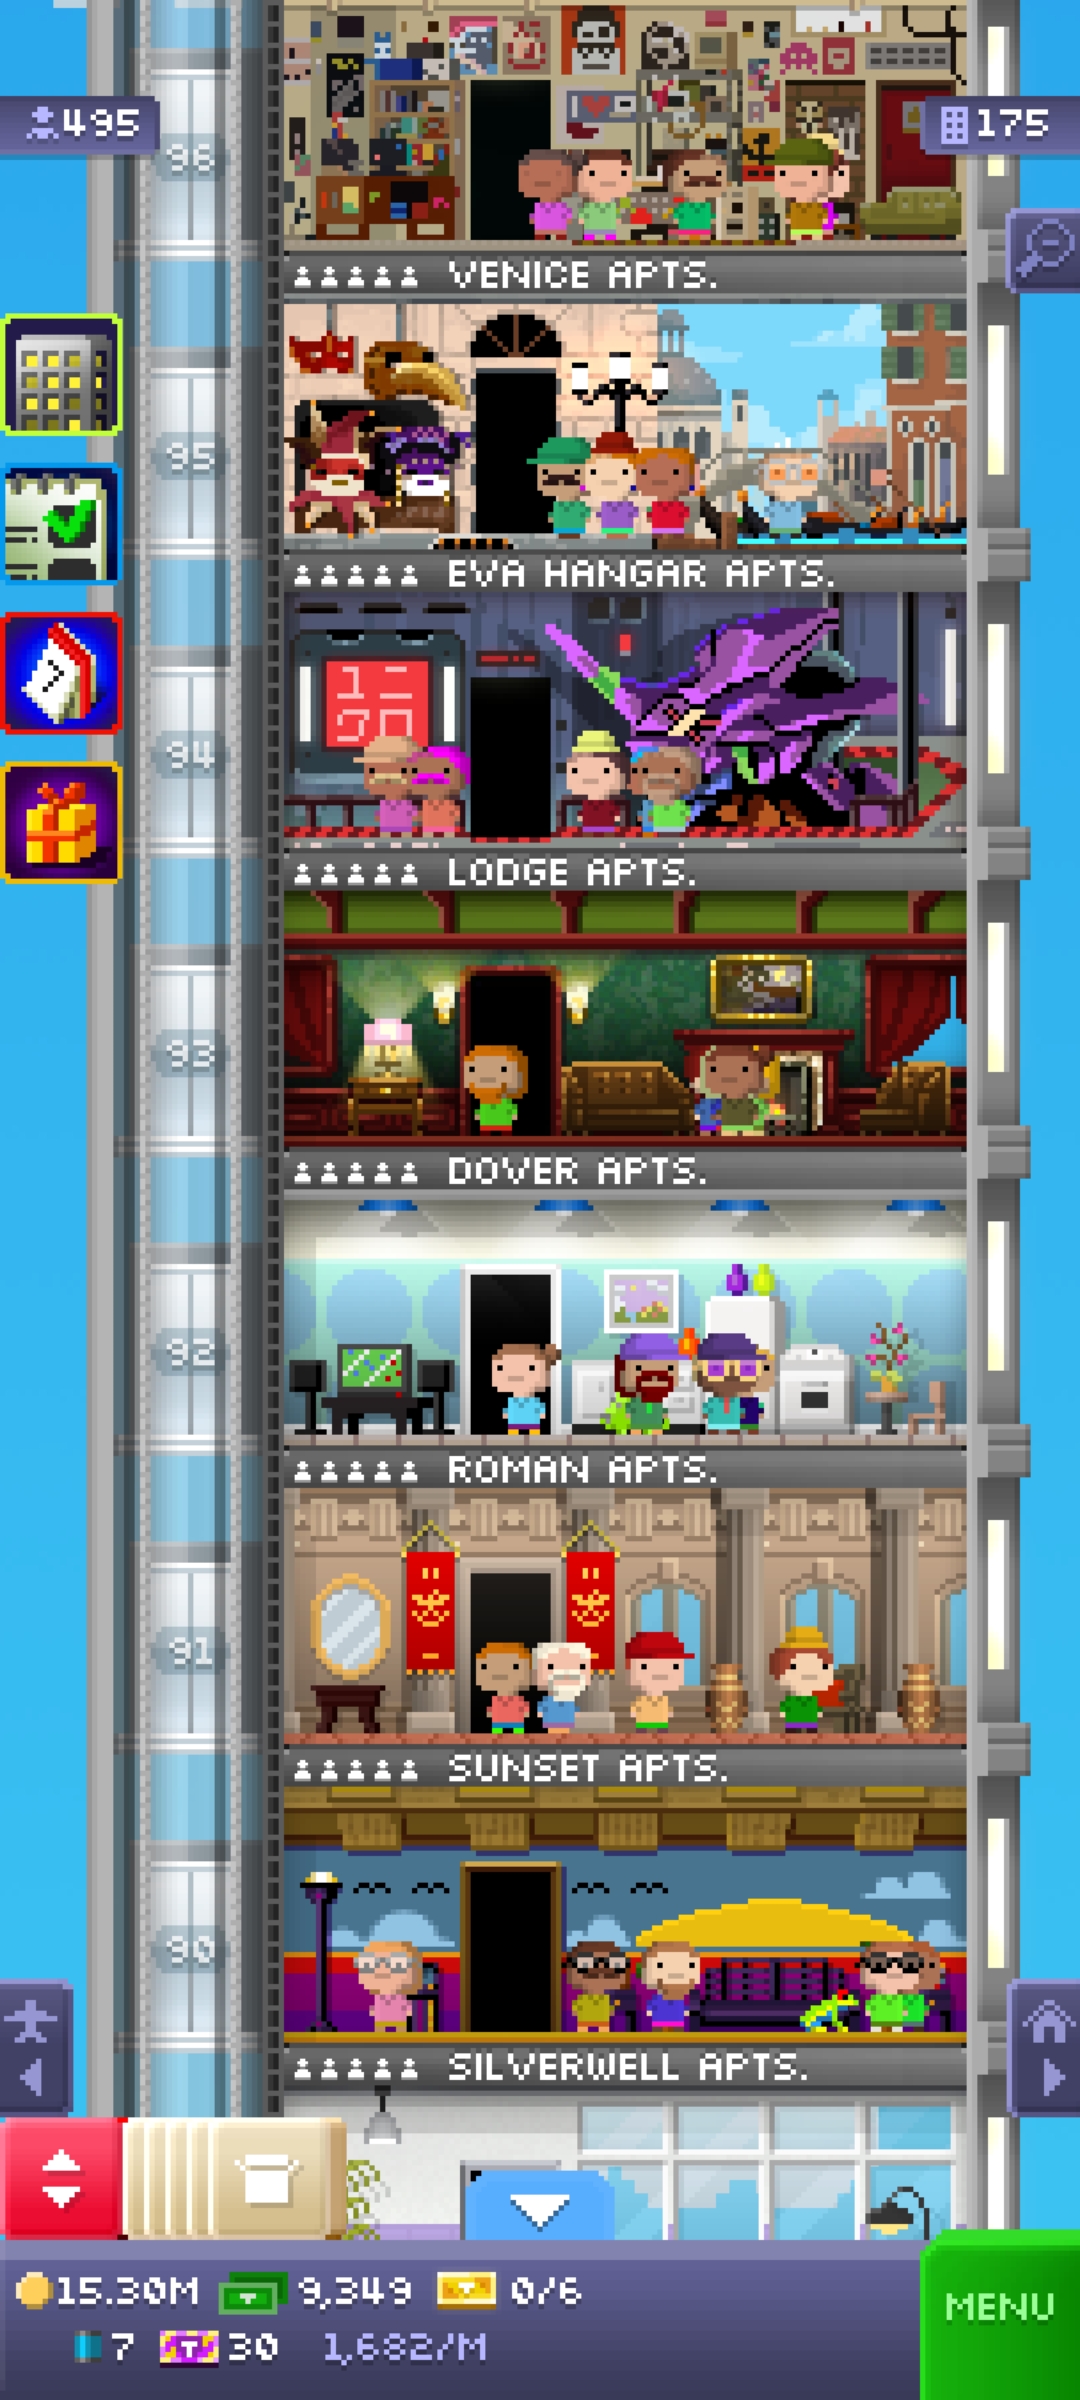 495
175
96
VENICE APTS.
95
EVA HANGAR APTS.
94
LODGE APTS.
93
DOVER APTS.
92
ROMAN APTS.
91
SUNSET APTS.
90
SILVERWELL APTS.
15.30M 9,349 0/6
7 30 1,682/M
MENU